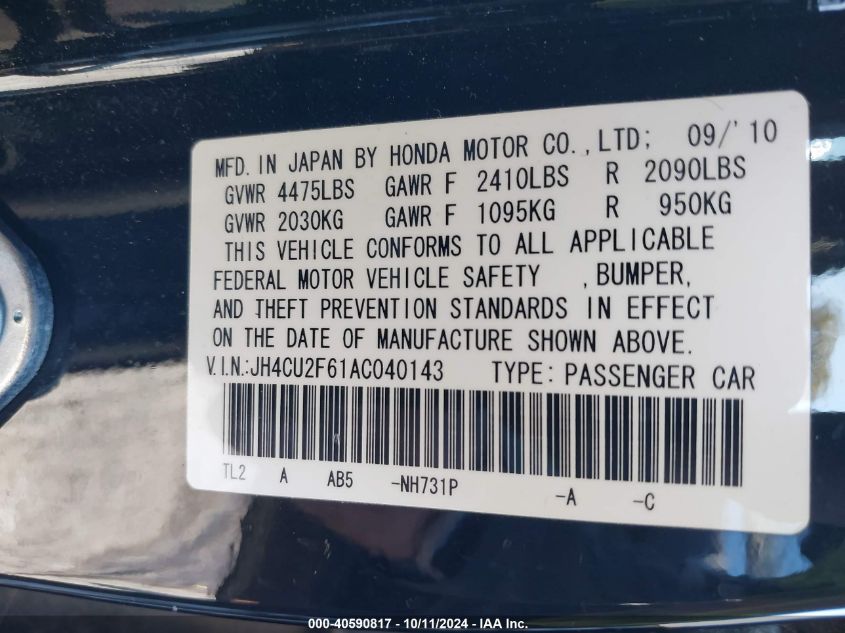 MFD. IN JAPAN BY HONDA MOTOR CO., LTD; 09/'10
GVWR 4475LBS GAWR F 2410LBS R 2090LBS
GVWR 2030KG GAWR F 1095KG R 950KG
THIS VEHICLE CONFORMS TO ALL APPLICABLE
FEDERAL MOTOR VEHICLE SAFETY , BUMPER,
AND THEFT PREVENTION STANDARDS IN EFFECT
ON THE DATE OF MANUFACTURE SHOWN ABOVE.
V.I.N.:JH4CU2F61AC040143 TYPE: PASSENGER CAR
TL2 A AB5 -NH731P -A -C
000-40590817 - 10/11/2024 - IAA Inc.